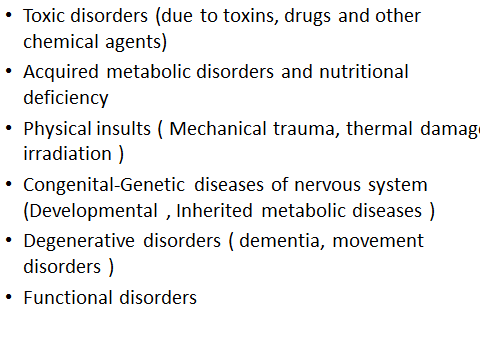 • Toxic disorders (due to toxins, drugs and other
chemical agents)
• Acquired metabolic disorders and nutritional
deficiency
• Physical insults ( Mechanical trauma, thermal damag
irradiation )
• Congenital-Genetic diseases of nervous system
(Developmental , Inherited metabolic diseases )
• Degenerative disorders ( dementia, movement
disorders )
• Functional disorders